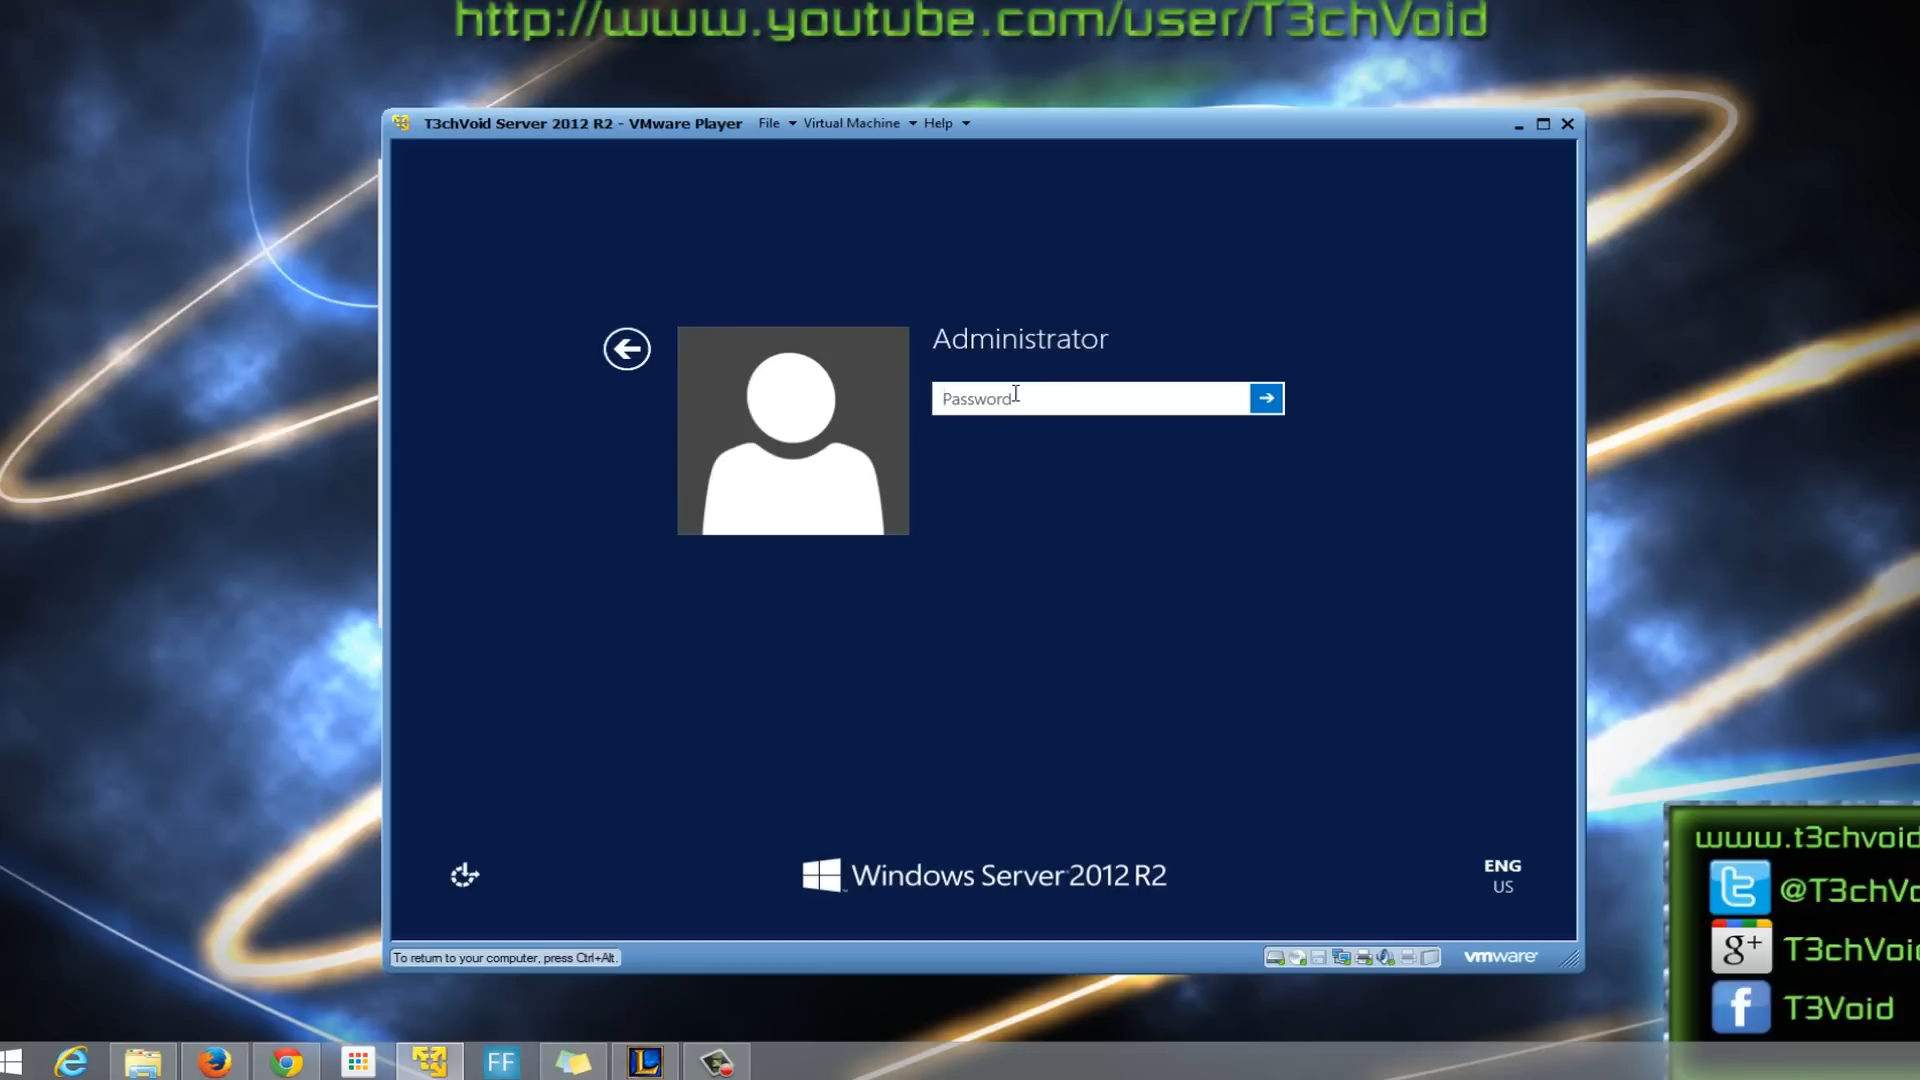 http://www.youtube.com/user/T3chVoid
T3chVoid Server 2012 R2 - VMware Player File Virtual Machine Help
Administrator
Password
Windows Server 2012 R2
ENG
US
To return to your computer, press Ctrl+Alt.
vmware
www.t3chvoid
@T3chVo
g+ T3chVoi
T3Void
FF
L